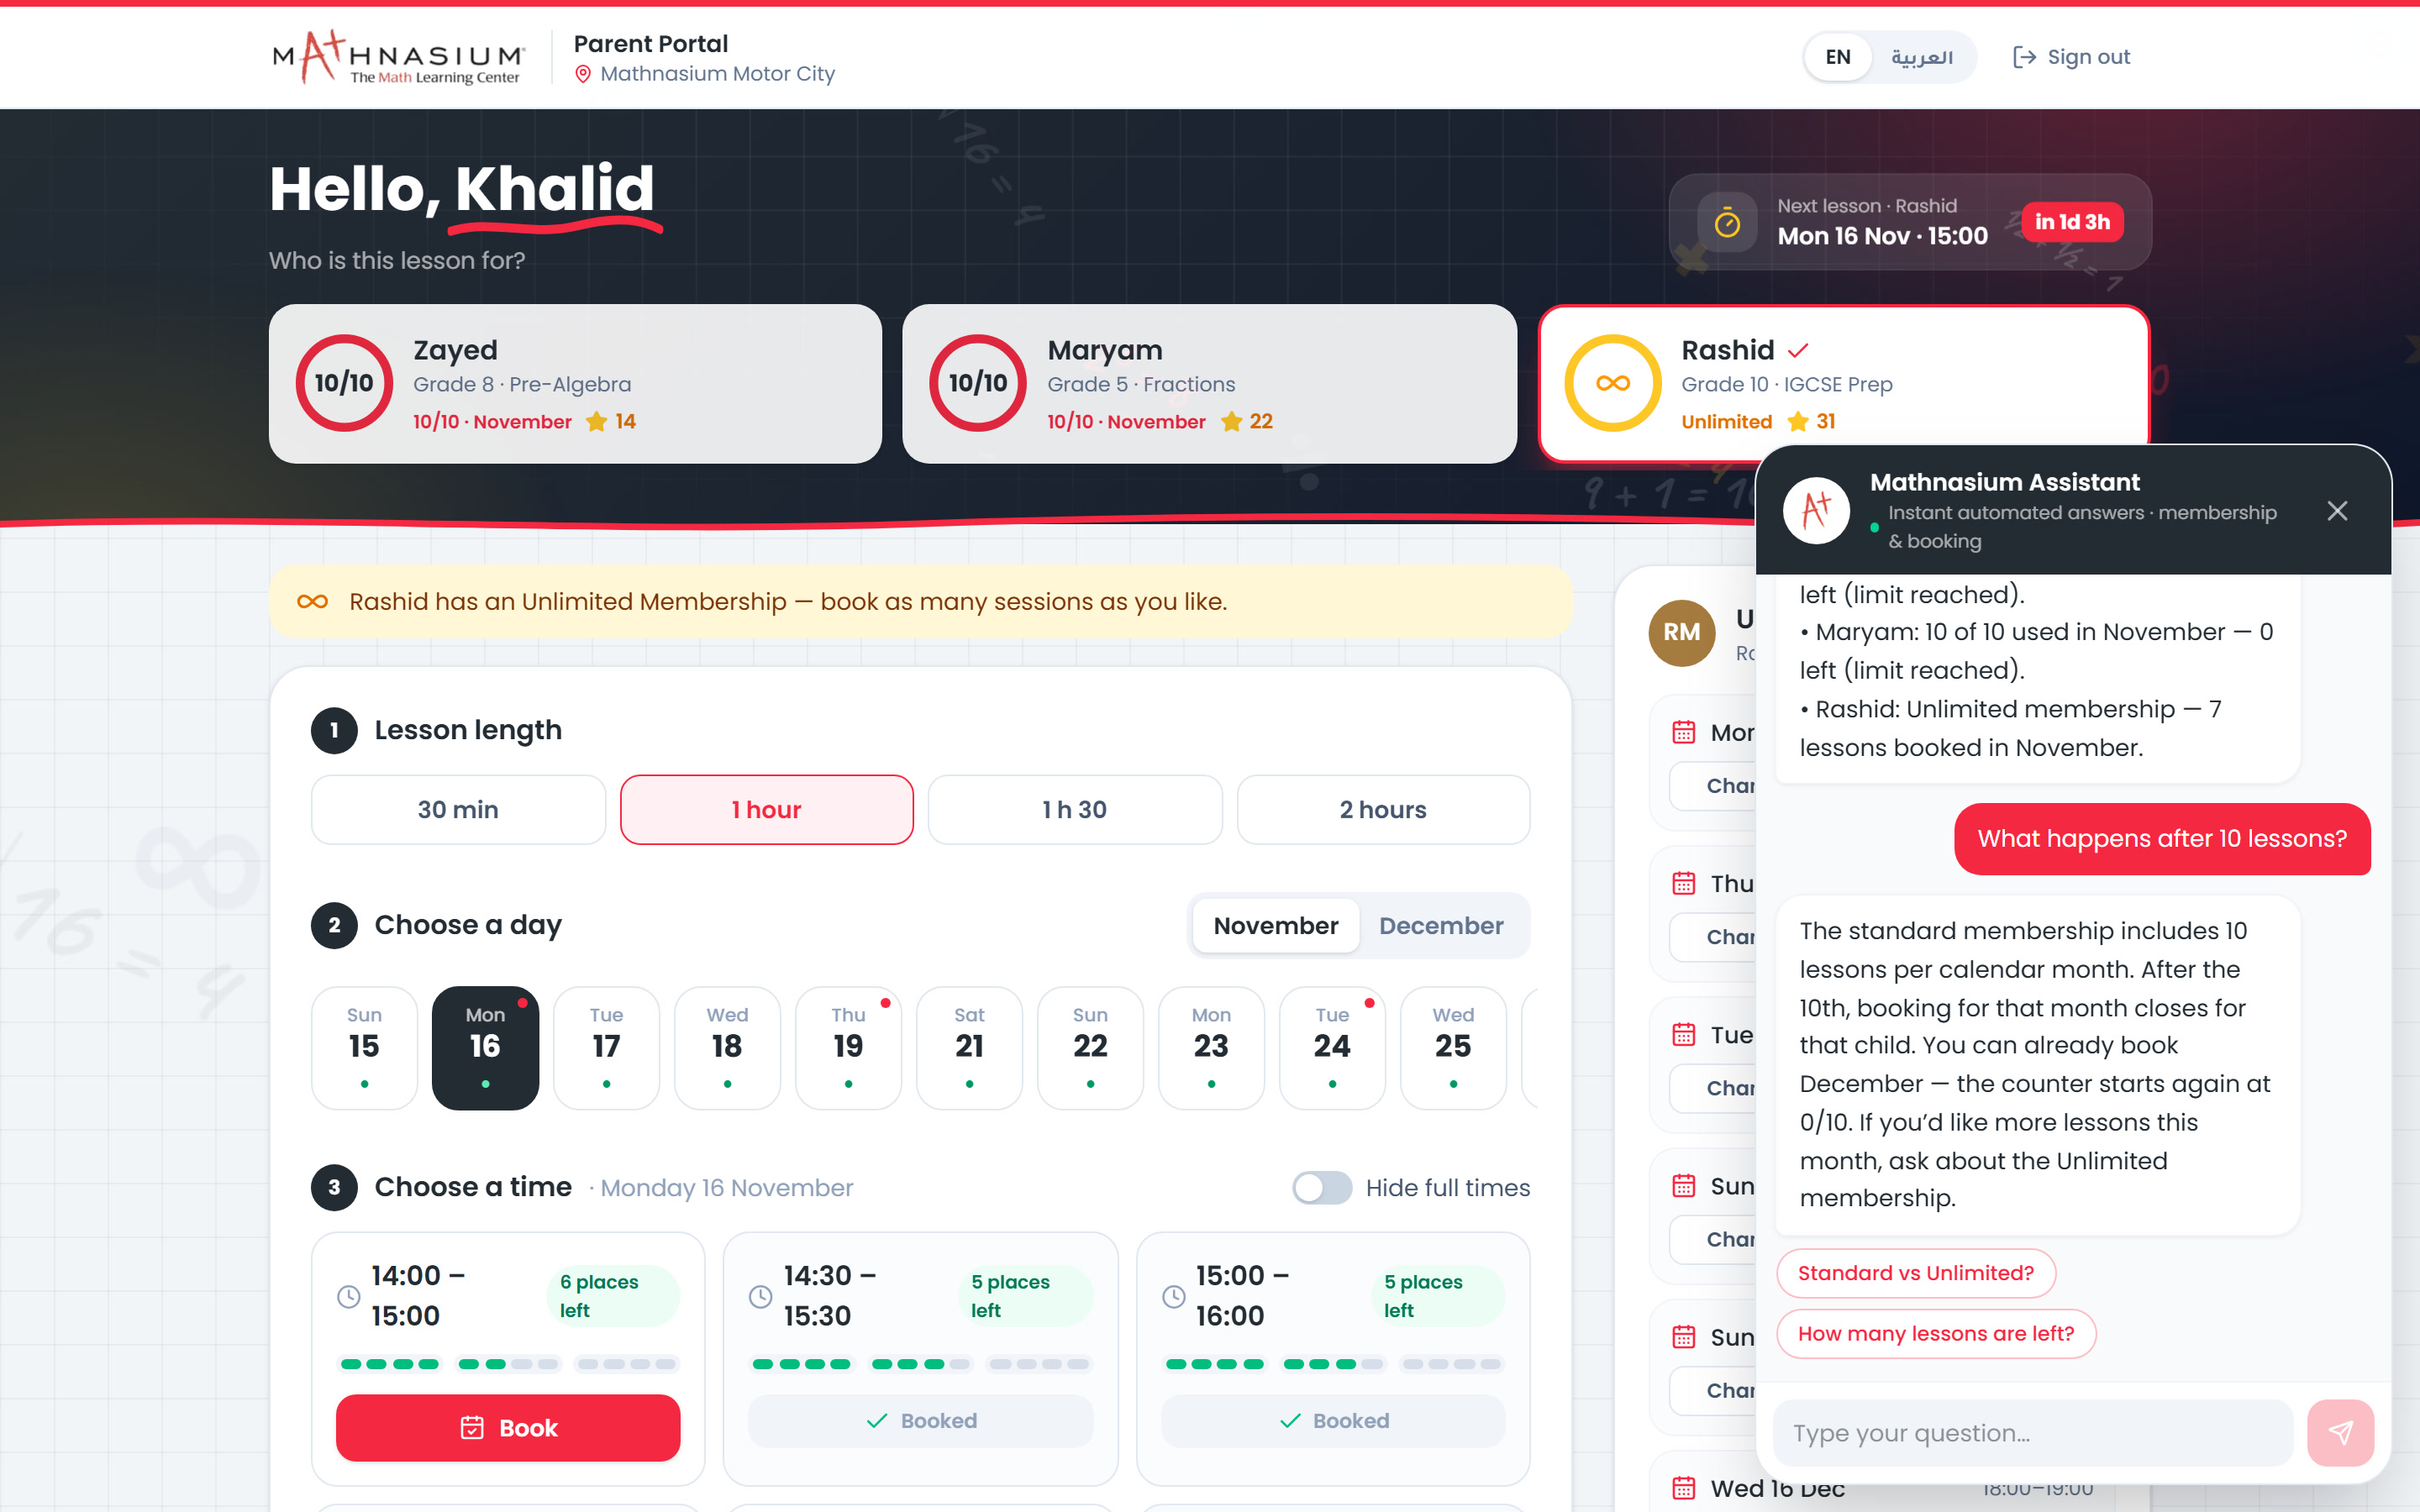 MATHNASIUM
The Math Learning Center
Parent Portal
Mathnasium Motor City
EN
العربية
Sign out
Hello, Khalid
Who is this lesson for?
Next lesson · Rashid
Mon 16 Nov · 15:00
in 1d 3h
10/10
Zayed
Grade 8 · Pre-Algebra
10/10 · November 14
10/10
Maryam
Grade 5 · Fractions
10/10 · November 22
Rashid
Grade 10 · IGCSE Prep
Unlimited 31
Rashid has an Unlimited Membership — book as many sessions as you like.
1 Lesson length
30 min
1 hour
1 h 30
2 hours
2 Choose a day
November
December
Sun 15
Mon 16
Tue 17
Wed 18
Thu 19
Sat 21
Sun 22
Mon 23
Tue 24
Wed 25
3 Choose a time · Monday 16 November
Hide full times
14:00 –
15:00
6 places
left
Book
14:30 –
15:30
5 places
left
Booked
15:00 –
16:00
5 places
left
Booked
RM
Thu
Tue
Sun
Sun
Wed 16 Dec
18:00–19:00
Mathnasium Assistant
Instant automated answers · membership
& booking
left (limit reached).
• Maryam: 10 of 10 used in November — 0
left (limit reached).
• Rashid: Unlimited membership — 7
lessons booked in November.
What happens after 10 lessons?
The standard membership includes 10
lessons per calendar month. After the
10th, booking for that month closes for
that child. You can already book
December — the counter starts again at
0/10. If you’d like more lessons this
month, ask about the Unlimited
membership.
Standard vs Unlimited?
How many lessons are left?
Type your question...